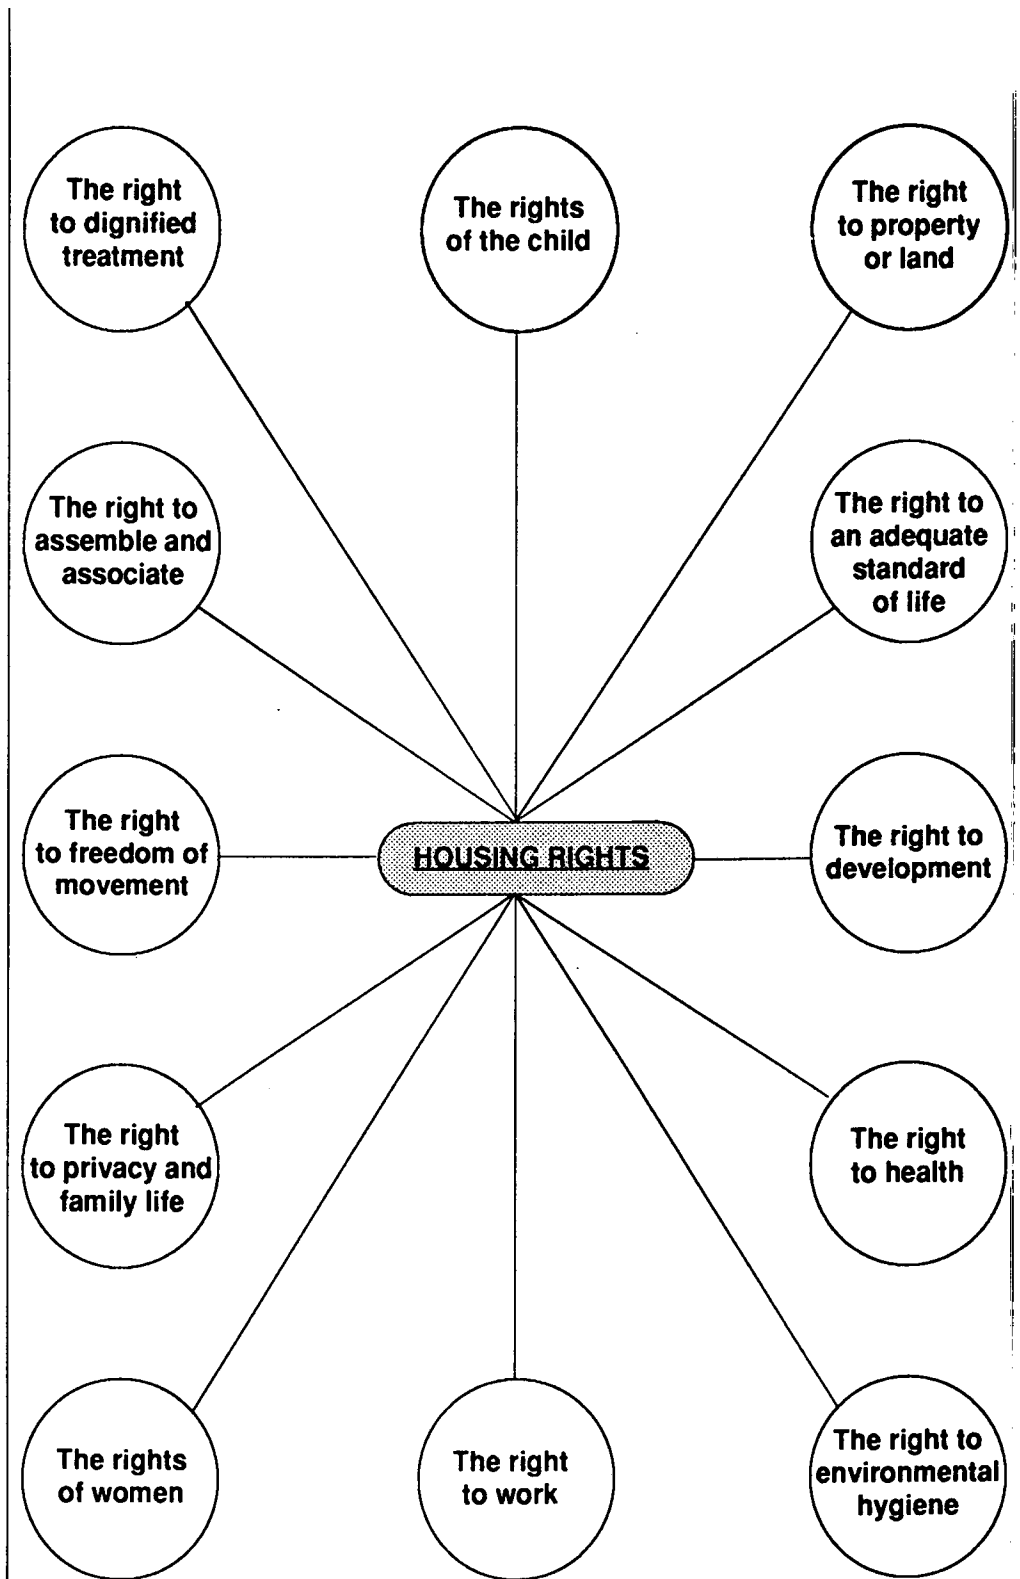 The right
to dignified
treatment
The rights
of the child
The right
to property
or land
The right to
assemble and
associate
The right to
an adequate
standard
of life
The right
to freedom of
movement
HOUSING RIGHTS
The right to
development
The right
to privacy and
family life
The right
to health
The rights
of women
The right
to work
The right to
environmental
hygiene